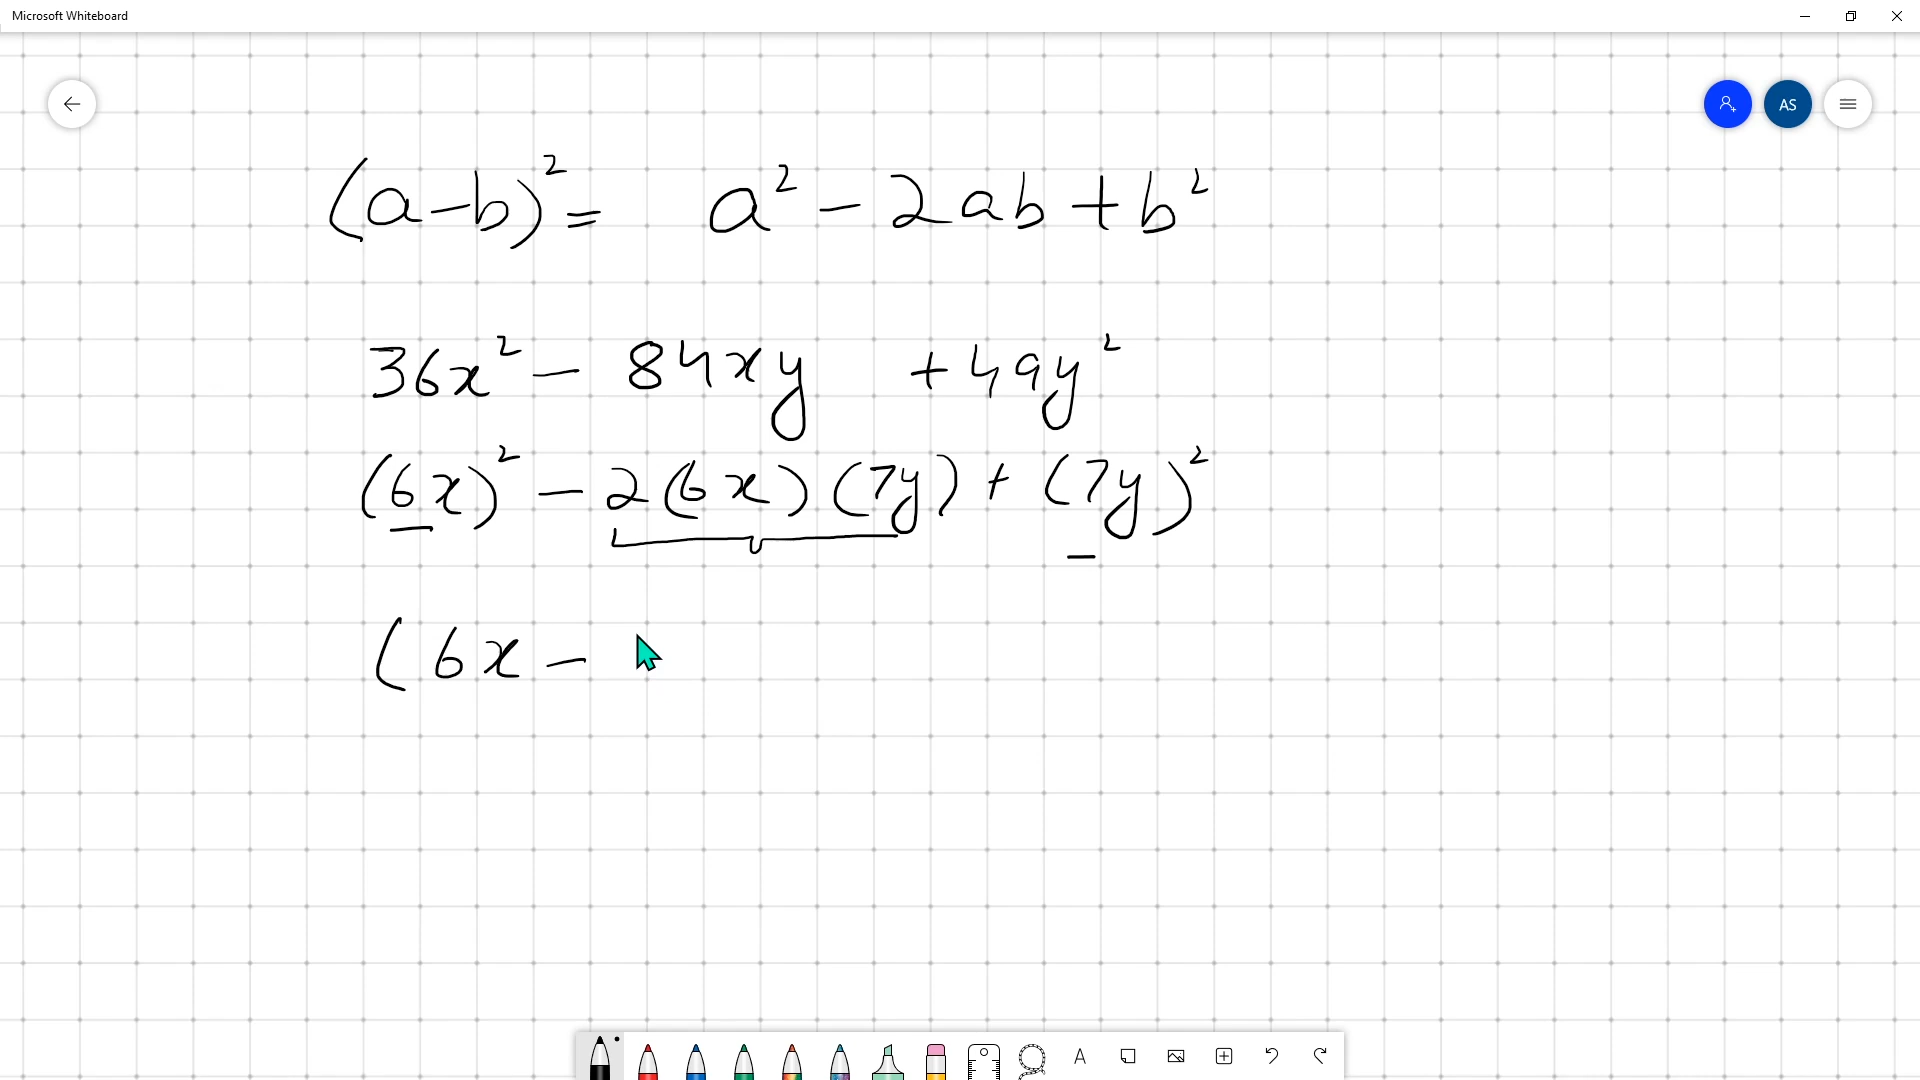 Microsoft Whiteboard
AS
(a-b)² = a² - 2ab + b²
36x² - 84xy + 49y²
(6x)² - 2(6x)(7y) + (7y)²
(6x -
A